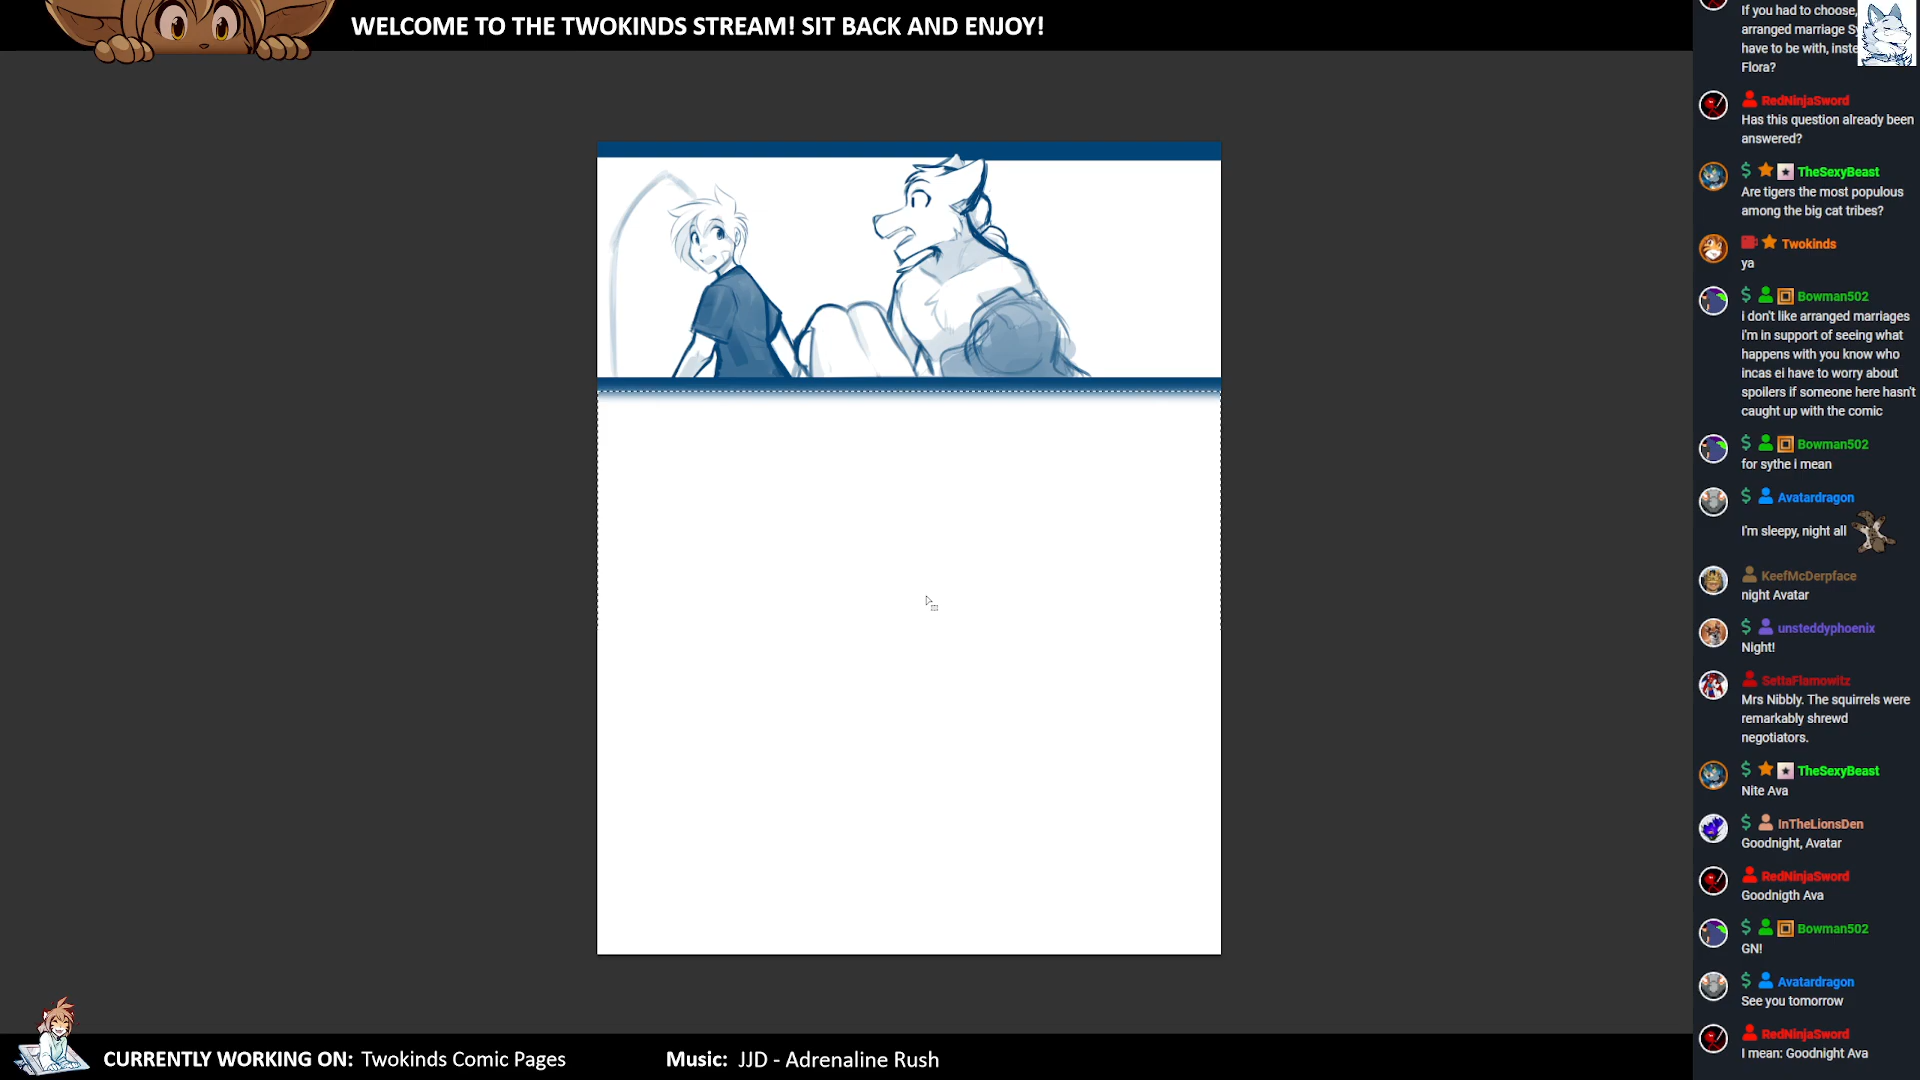 WELCOME TO THE TWOKINDS STREAM! SIT BACK AND ENJOY!
If you had to choose,
arranged marriage
have to be with,
Flora?
RedNinjaSword
Has this question already been
answered?
$ TheSexyBeast
Are tigers the most populous
among the big cat tribes?
Twokinds
ya
$ Bowman502
i don't like arranged marriages
i'm in support of seeing what
happens with you know who
incas ei have to worry about
spoilers if someone here hasn't
caught up with the comic
$ Bowman502
for sythe i mean
$ Avatardragon
I'm sleepy, night all
KeefMcDerpface
night Avatar
$ unsteddyphoenix
Night!
SettaFlamowitz
Mrs Nibbly. The squirrels were
remarkably shrewd
negotiators.
$ TheSexyBeast
Nite Ava
$ InTheLionsDen
Goodnight, Avatar
RedNinjaSword
Goodnigth Ava
$ Bowman502
GN!
$ Avatardragon
See you tomorrow
RedNinjaSword
I mean: Goodnight Ava
CURRENTLY WORKING ON: Twokinds Comic Pages
Music: JJD - Adrenaline Rush